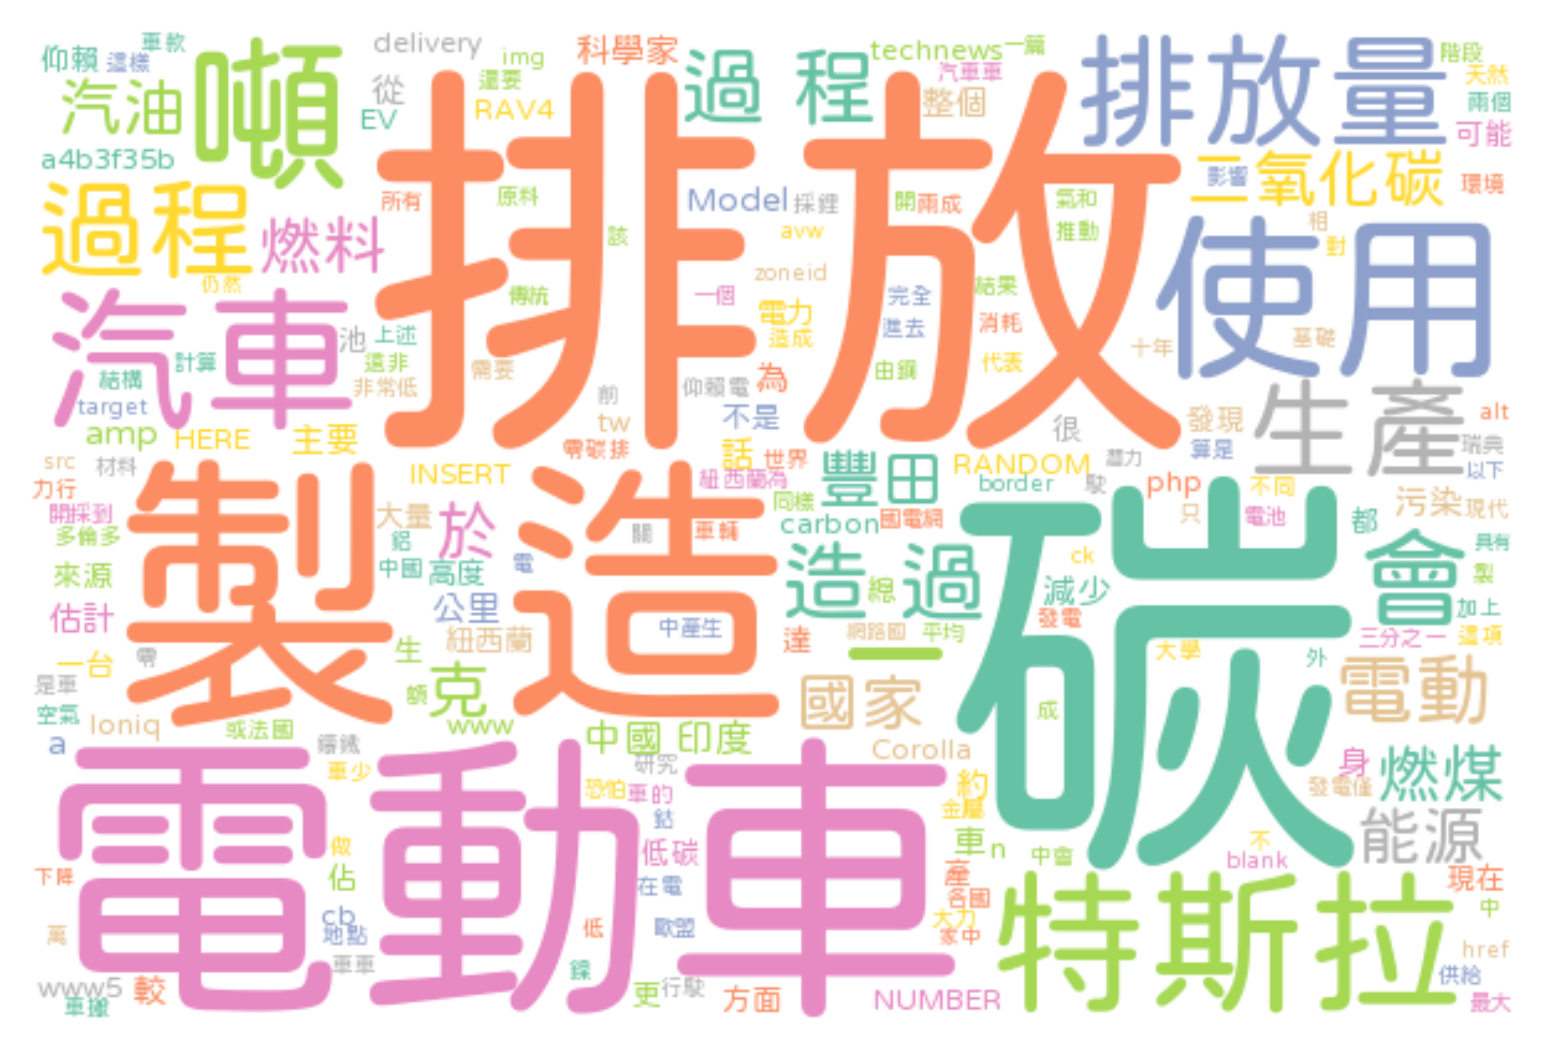 仰賴 這樣 車款 delivery img 科學家 過 程 technews 一篇 排放量 階段
汽油 噸 從 還要 汽車車 整個 天然
EV RAV4 兩個 可能
a4b3f35b 排放 影響 二氧化碳 環境
過程 燃料 所有 原料 Model 採鋰 開 兩成 氣和 使用 相
仍然 該 avw 推動 對
汽車 傳統 zoneid 一個 完全 結果
池 上述 電力 造成 進去 消耗 十年 基礎
計算 還非 由鋼 代表
結構 非常低 需要 仰賴電 為 生產
target 前 不是 很 發現 alt
amp HERE 主要 tw 零碳排 話 世界 算是 瑞典
src 材料 INSERT 紐西蘭為 豐田 RANDOM 潛力 以下
力行 製造 同樣 border 駛 php 不同 污染 現代
開採到 大量 於 關 車輛 carbon 國電網 碳 只 電池 都
多倫多 鋁 造 過 ck 會 具有
來源 中國 高度 電 總 減少 製
估計 公里 中產生 達 網路國 平均 發電 加上
紐西蘭 三分之一 這項
一台 零 生 一 大學 外
是車 額 克 國家 電動
空氣 Ioniq 或法國 www 成
a 鑄鐵 中國 印度 Corolla 身 燃煤
電動車 車少 研究 恐怕 車的 約 發電僅
鈷 金屬 能源
做 低碳 車 n 中會 不
下降 佔 在電 產 blank 現在
cb 各國 特斯拉 中
萬 地點 低 歐盟 大力 家中 href
車車 鎳 供給
www5 較 更 行駛 方面 NUMBER 最大
車搬